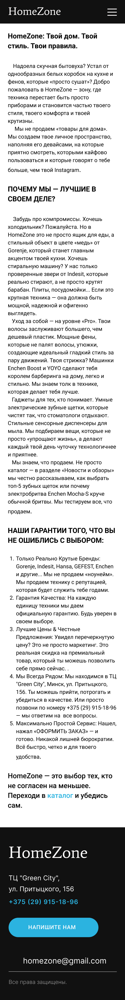 HomeZone
HomeZone: Твой дом. Твой
стиль. Твои правила.
Надоела скучная бытовуха? Устал от
однообразных белых коробок на кухне и
фенов, которые «просто сушат»? Добро
пожаловать в HomeZone — зону, где
техника перестает быть просто
приборами и становится частью твоего
стиля, твоего комфорта и твоей
крутизны.
Мы не продаем «товары для дома».
Мы создаем твое личное пространство,
наполняя его девайсами, на которые
приятно смотреть, которыми кайфово
пользоваться и которые говорят о тебе
больше, чем твой Instagram.
ПОЧЕМУ МЫ — ЛУЧШИЕ В
СВОЕМ ДЕЛЕ?
Забудь про компромиссы. Хочешь
холодильник? Пожалуйста. Но в
HomeZone это не просто ящик для еды, а
стильный объект в цвете «медь» от
Gorenje, который станет главным
акцентом твоей кухни. Хочешь
стиральную машину? У нас только
проверенные звери от Indesit, которые
реально стирают, а не просто крутят
барабан. Плиты, посудомойки... Если это
крупная техника — она должна быть
мощной, надежной и офигенно
выглядеть.
Уход за собой — на уровне «Pro». Твои
волосы заслуживают большего, чем
дешевый пластик. Мощные фены,
которые не палят волосы, утюжки,
создающие идеальный гладкий стиль за
пару движений. Твоя стрижка? Машинки
Enchen Boost и YOYO сделают тебя
королем барберинга на дому, легко и
стильно. Мы знаем толк в технике,
которая делает тебя лучше.
Гаджеты для тех, кто понимает. Умные
электрические зубные щетки, которые
чистят так, что стоматологи отдыхают.
Стильные сенсорные диспенсеры для
мыла. Мы подбираем вещи, которые не
просто «упрощают жизнь», а делают
каждый твой день чуточку технологичнее
и приятнее.
Мы знаем, что продаем. Не просто
каталог — в разделе «Новости и обзоры»
мы честно рассказываем, как выбрать
топ-5 зубных щеток или почему
электробритва Enchen Mocha-S круче
обычной бритвы. Мы тестируем все, что
продаем.
НАШИ ГАРАНТИИ ТОГО, ЧТО ВЫ
НЕ ОШИБЛИСЬ С ВЫБОРОМ:
1. Только Реально Крутые Бренды:
Gorenje, Indesit, Hansa, GEFEST, Enchen
и другие... Мы не продаем «ноунейм».
Мы продаем технику с репутацией,
которая будет служить тебе годами.
2. Гарантия Качества: На каждую
единицу техники мы даем
официальную гарантию. Будь уверен в
своем выборе.
3. Лучшие Цены & Честные
Предложения: Увидел перечеркнутую
цену? Это не просто маркетинг. Это
реальная скидка на премиальный
товар, который ты можешь позволить
себе прямо сейчас. .
4. Мы Всегда Рядом: Мы находимся в ТЦ
"Green City", Минск, ул. Притыцкого,
156. Ты можешь прийти, потрогать и
убедиться в качестве. Или просто
позвони по номеру +375 (29) 915-18-96
— мы ответим на  все вопросы.
5. Максимально Простой Сервис: Нашел,
нажал «ОФОРМИТЬ ЗАКАЗ» — и
готово. Никакой лишней бюрократии.
Всё быстро, четко и для твоего
удобства.
HomeZone — это выбор тех, кто
не согласен на меньшее.
Переходи в каталог и убедись
сам.
HomeZone
ТЦ "Green City",
ул. Притыцкого, 156
+375 (29) 915-18-96
НАПИШИТЕ НАМ
homezone@gmail.com
Все права защищены.